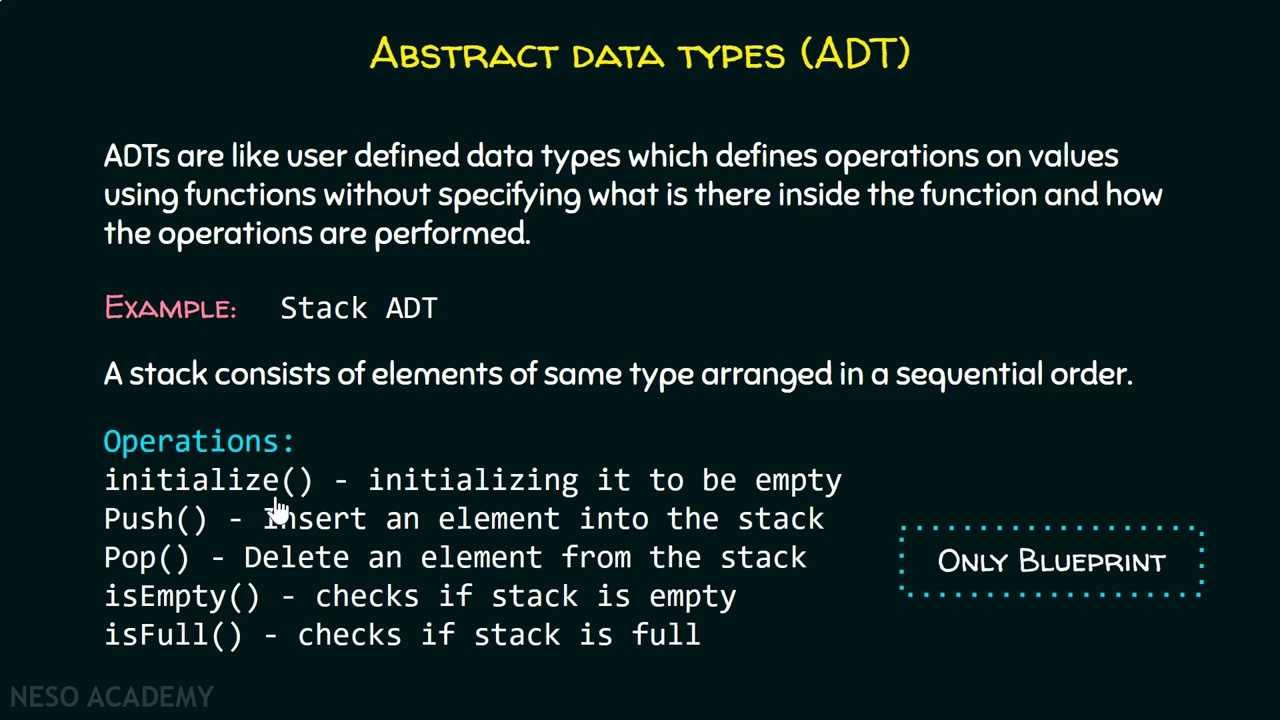 ABSTRACT DATA TYPES (ADT)
ADTs are like user defined data types which defines operations on values
using functions without specifying what is there inside the function and how
the operations are performed.
EXAMPLE: Stack ADT
A stack consists of elements of same type arranged in a sequential order.
Operations:
initialize() - initializing it to be empty
Push() - Insert an element into the stack
Pop() - Delete an element from the stack
isEmpty() - checks if stack is empty
isFull() - checks if stack is full
ONLY BLUEPRINT
NESO ACADEMY